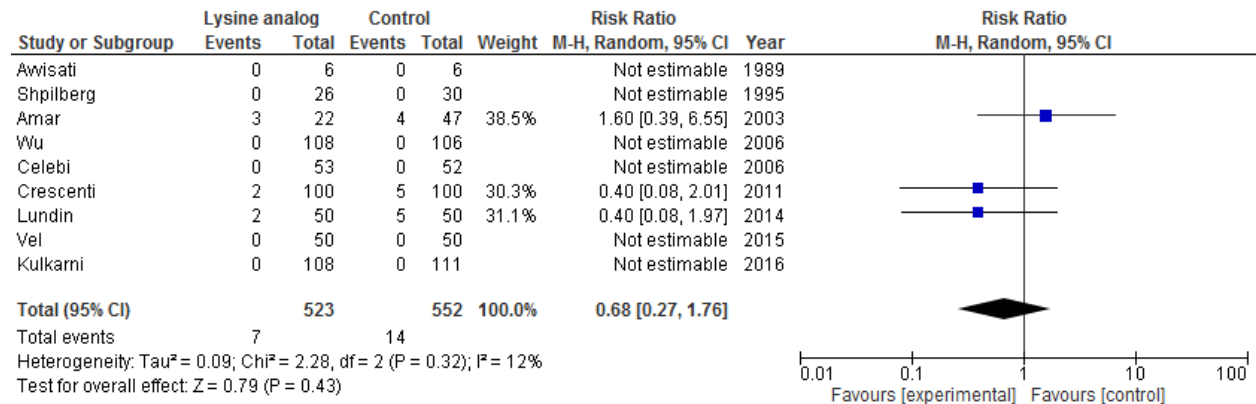 Lysine analog Control Risk Ratio Risk Ratio
Study or Subgroup Events Total Events Total Weight M-H, Random, 95% CI Year M-H, Random, 95% CI
Awisati 0 6 0 6 Not estimable 1989
Shpilberg 0 26 0 30 Not estimable 1995
Amar 3 22 4 47 38.5% 1.60 [0.39, 6.55] 2003
Wu 0 108 0 106 Not estimable 2006
Celebi 0 53 0 52 Not estimable 2006
Crescenti 2 100 5 100 30.3% 0.40 [0.08, 2.01] 2011
Lundin 2 50 5 50 31.1% 0.40 [0.08, 1.97] 2014
Vel 0 50 0 50 Not estimable 2015
Kulkarni 0 108 0 111 Not estimable 2016
Total (95% CI) 523 552 100.0% 0.68 [0.27, 1.76]
Total events 7 14
Heterogeneity: Tau² = 0.09; Chi² = 2.28, df = 2 (P = 0.32); I² = 12%
Test for overall effect: Z = 0.79 (P = 0.43)
0.01 0.1 1 10 100
Favours [experimental] Favours [control]